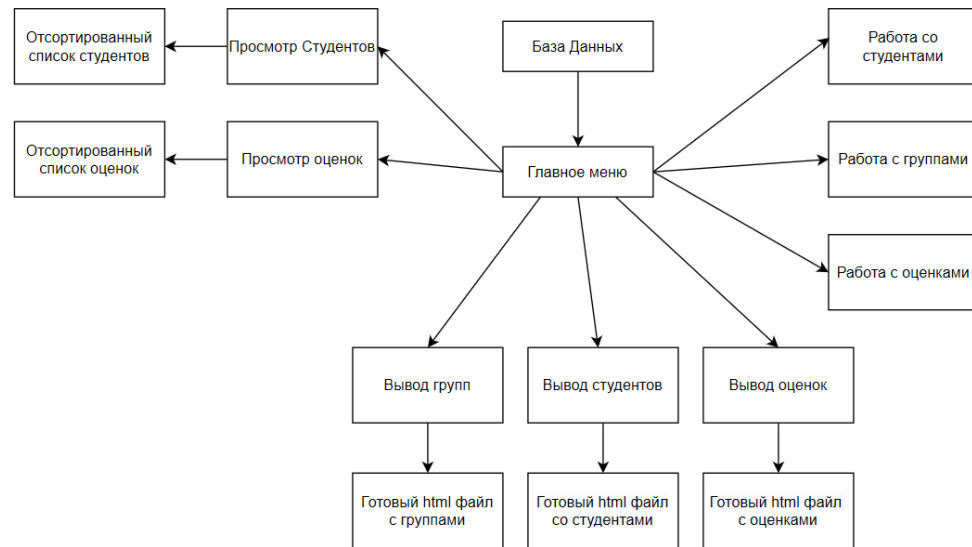 Отсортированный
список студентов
Просмотр Студентов
База Данных
Работа со
студентами
Отсортированный
список оценок
Просмотр оценок
Главное меню
Работа с группами
Работа с оценками
Вывод групп
Вывод студентов
Вывод оценок
Готовый html файл
с группами
Готовый html файл
со студентами
Готовый html файл
с оценками